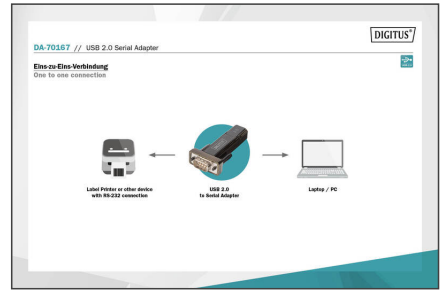 DIGITUS®
DA-70167 // USB 2.0 Serial Adapter
Eins-zu-Eins-Verbindung
One to one connection
Label Printer or other device
with RS-232 connection
USB 2.0
to Serial Adapter
Laptop / PC